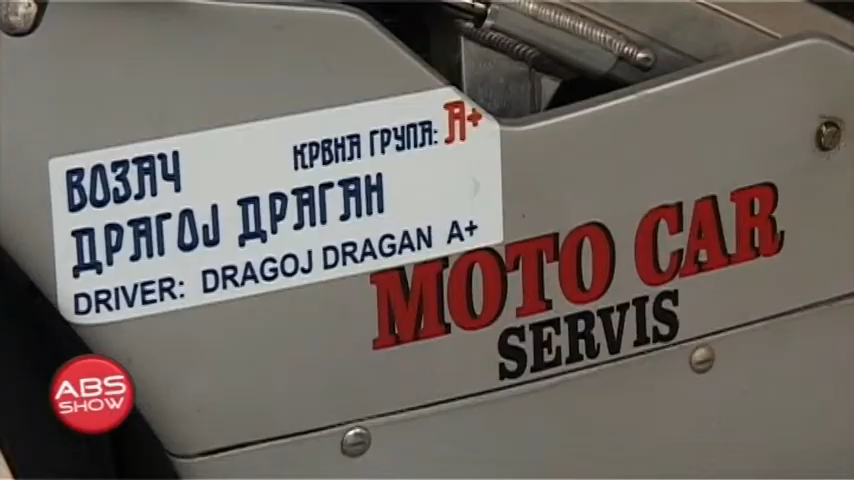 ВОЗАЧ КРВНА ГРУПА: А+
ДРАГОЈ ДРАГАН
DRIVER: DRAGOJ DRAGAN A+
MOTO CAR
SERVIS
ABS
SHOW